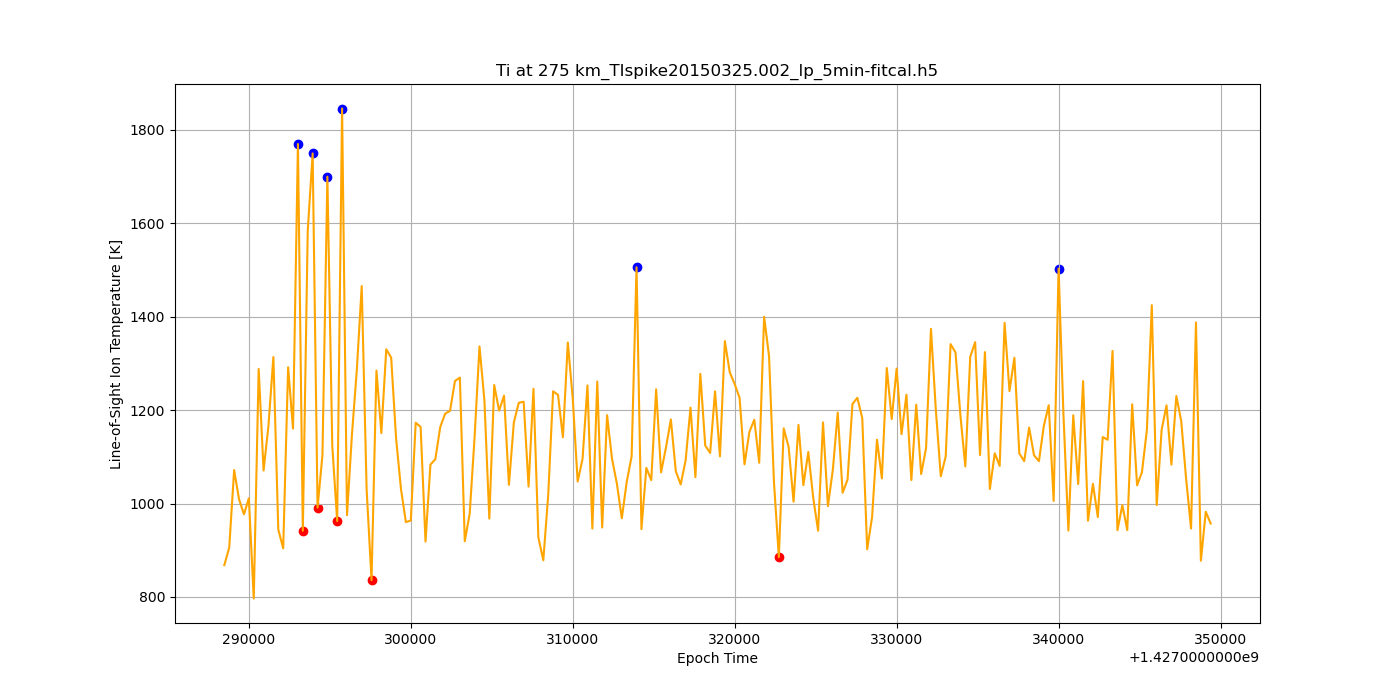 Ti at 275 km_TIspike20150325.002_lp_5min-fitcal.h5
Line-of-Sight Ion Temperature [K]
1800
1600
1400
1200
1000
800
290000 300000 310000 320000 330000 340000 350000
Epoch Time
+1.4270000000e9